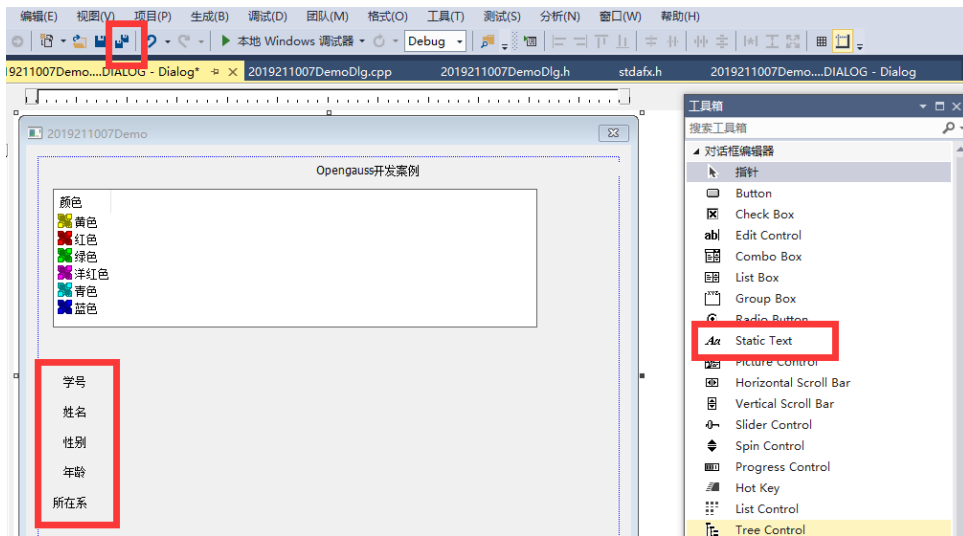 编辑(E) 视图(V) 项目(P) 生成(B) 调试(D) 团队(M) 格式(O) 工具(T) 测试(S) 分析(N) 窗口(W) 帮助(H)
本地 Windows 调试器 Debug
19211007Demo....DIALOG - Dialog* 2019211007DemoDlg.cpp 2019211007DemoDlg.h stdafx.h 2019211007Demo....DIALOG - Dialog
2019211007Demo
Opengauss开发案例
颜色
黄色
红色
绿色
洋红色
青色
蓝色
学号
姓名
性别
年龄
所在系
工具箱
搜索工具箱
对话框编辑器
指针
Button
Check Box
ab| Edit Control
Combo Box
List Box
xyz Group Box
Radio Button
Aa Static Text
Picture Control
Horizontal Scroll Bar
Vertical Scroll Bar
Slider Control
Spin Control
Progress Control
Hot Key
List Control
Tree Control